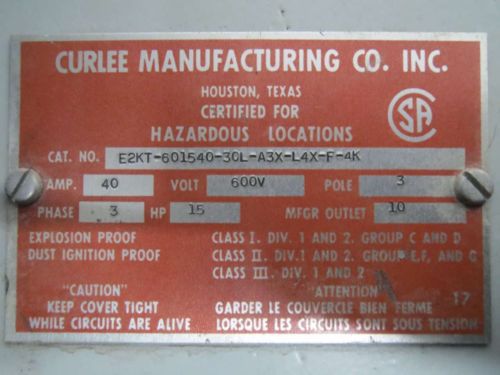 CURLEE MANUFACTURING CO. INC.
HOUSTON, TEXAS
CERTIFIED FOR
HAZARDOUS LOCATIONS
CSA
CAT. NO. E2KT-601540-30L-A3X-L4X-F-4K
AMP. 40 VOLT 600V POLE 3
PHASE 3 HP 15 MFGR OUTLET 10
EXPLOSION PROOF CLASS I. DIV. 1 AND 2. GROUP C AND D
DUST IGNITION PROOF CLASS II. DIV. 1 AND 2. GROUP E,F, AND G
CLASS III. DIV. 1 AND 2
"CAUTION" "ATTENTION"
KEEP COVER TIGHT GARDER LE COUVERCLE BIEN FERME 17
WHILE CIRCUITS ARE ALIVE LORSQUE LES CIRCUITS SONT SOUS TENSION